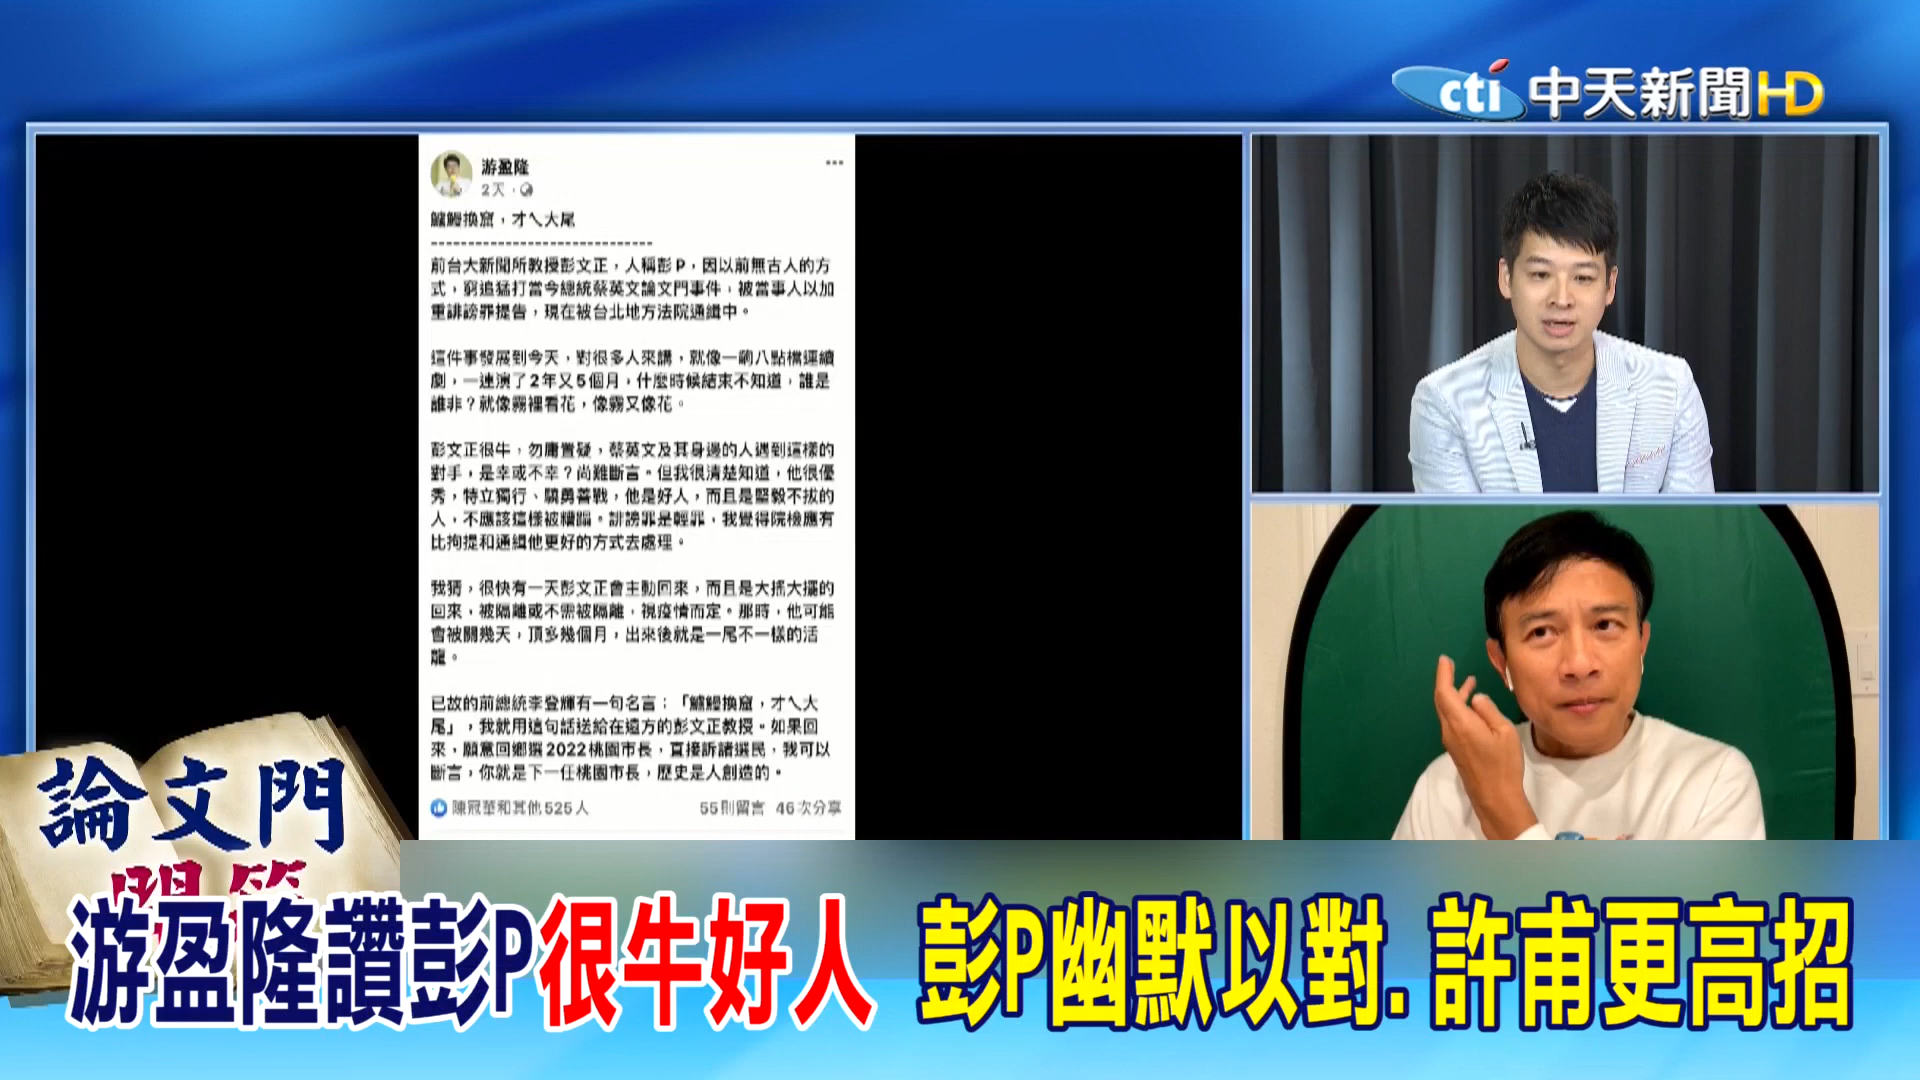 cti 中天新聞HD
游盈隆
2天
鱸鰻換窟，才ㄟ大尾
------------------------------
前台大新聞所教授彭文正，人稱彭P，因以前無古人的方
式，窮追猛打當今總統蔡英文論文門事件，被當事人以加
重誹謗罪提告，現在被台北地方法院通緝中。
這件事發展到今天，對很多人來講，就像一齣八點檔連續
劇，一連演了2年又5個月，什麼時候結束不知道，誰是
誰非？就像霧裡看花，像霧又像花。
彭文正很牛，勿庸置疑，蔡英文及其身邊的人遇到這樣的
對手，是幸或不幸？尚難斷言。但我很清楚知道，他很優
秀，特立獨行、驍勇善戰，他是好人，而且是堅毅不拔的
人，不應該這樣被糟蹋。誹謗罪是輕罪，我覺得院檢應有
比拘提和通緝他更好的方式去處理。
我猜，很快有一天彭文正會主動回來，而且是大搖大擺的
回來，被隔離或不需被隔離，視疫情而定。那時，他可能
會被關幾天，頂多幾個月，出來後就是一尾不一樣的活
龍。
已故的前總統李登輝有一句名言：「鱸鰻換窟，才ㄟ大
尾」，我就用這句話送給在遠方的彭文正教授。如果回
來，願意回鄉選2022桃園市長，直接訴諸選民，我可以
斷言，你就是下一任桃園市長，歷史是人創造的。
陳冠華和其他525人 55則留言 46次分享
論文門
游盈隆讚彭P很牛好人 彭P幽默以對.許甫更高招